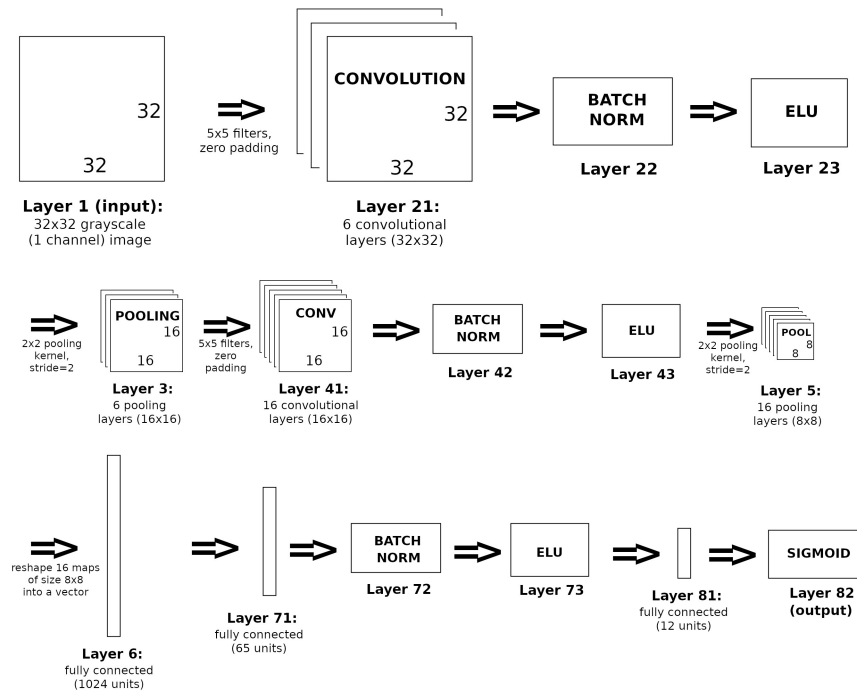 32
32
Layer 1 (input):
32x32 grayscale
(1 channel) image
5x5 filters,
zero padding
CONVOLUTION
32
32
Layer 21:
6 convolutional
layers (32x32)
BATCH
NORM
Layer 22
ELU
Layer 23
2x2 pooling
kernel,
stride=2
POOLING
16
16
Layer 3:
6 pooling
layers (16x16)
5x5 filters,
zero
padding
CONV
16
16
Layer 41:
16 convolutional
layers (16x16)
BATCH
NORM
Layer 42
ELU
Layer 43
2x2 pooling
kernel,
stride=2
POOL
8
8
Layer 5:
16 pooling
layers (8x8)
reshape 16 maps
of size 8x8
into a vector
Layer 6:
fully connected
(1024 units)
Layer 71:
fully connected
(65 units)
BATCH
NORM
Layer 72
ELU
Layer 73
Layer 81:
fully connected
(12 units)
SIGMOID
Layer 82
(output)